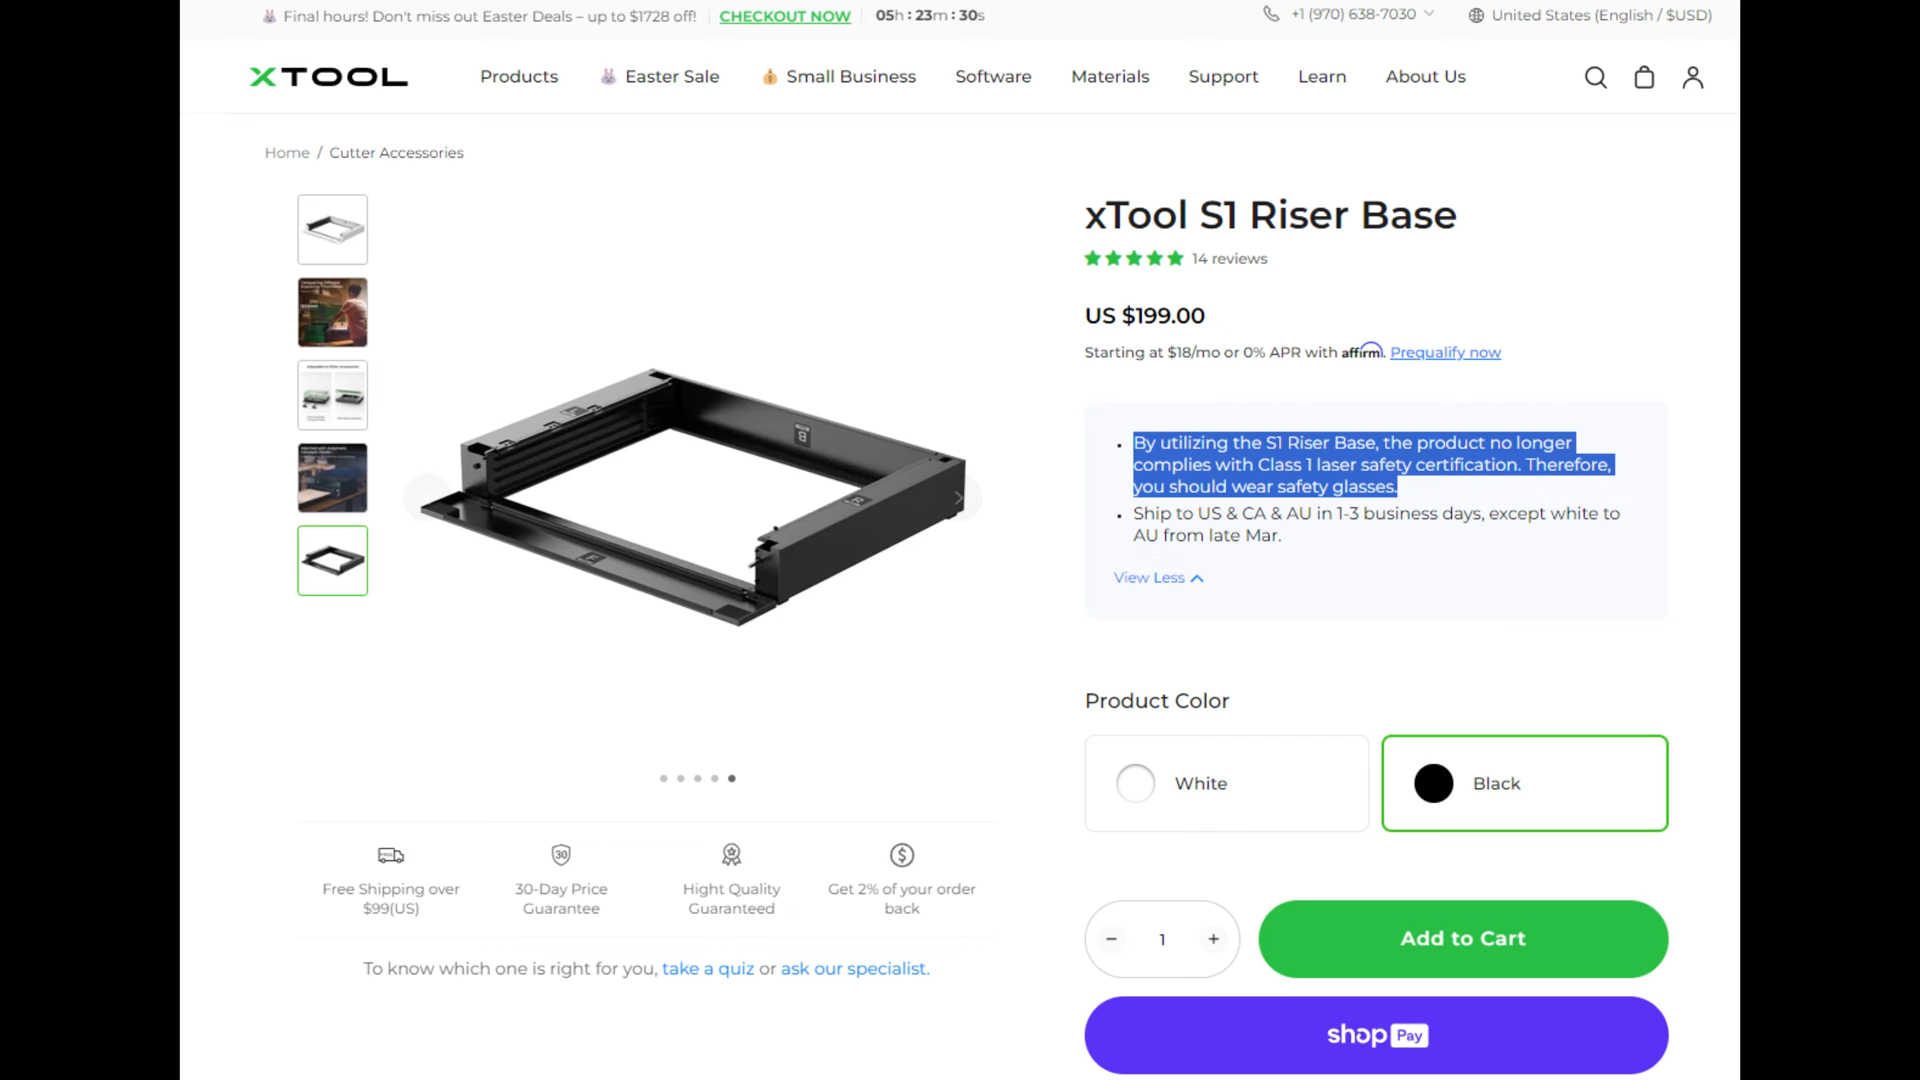 Final hours! Don't miss out Easter Deals – up to $1728 off! CHECKOUT NOW 05h : 23m : 30s
+1 (970) 638-7030 United States (English / $USD)
XTOOL Products Easter Sale Small Business Software Materials Support Learn About Us
Home / Cutter Accessories
xTool S1 Riser Base
14 reviews
US $199.00
Starting at $18/mo or 0% APR with affirm. Prequalify now
By utilizing the S1 Riser Base, the product no longer
complies with Class 1 laser safety certification. Therefore,
you should wear safety glasses.
Ship to US & CA & AU in 1-3 business days, except white to
AU from late Mar.
View Less
Product Color
White
Black
30
Free Shipping over
$99(US)
30-Day Price
Guarantee
Hight Quality
Guaranteed
Get 2% of your order
back
To know which one is right for you, take a quiz or ask our specialist.
− 1 +
Add to Cart
shop Pay